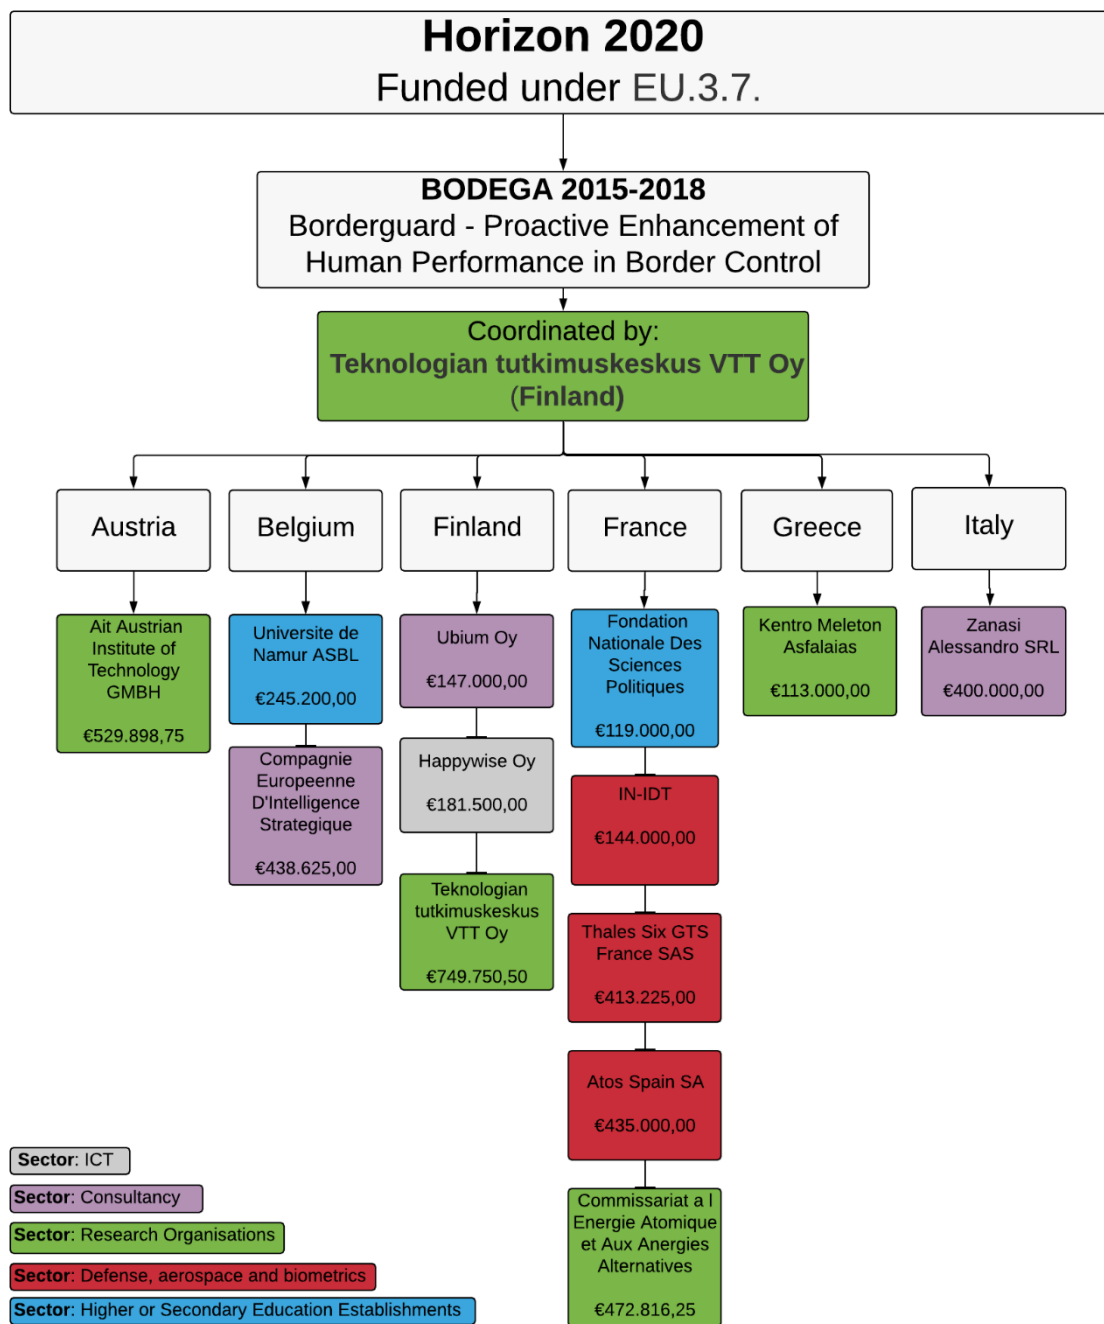 Horizon 2020
Funded under EU.3.7.
BODEGA 2015-2018
Borderguard - Proactive Enhancement of
Human Performance in Border Control
Coordinated by:
Teknologian tutkimuskeskus VTT Oy
(Finland)
Austria
Belgium
Finland
France
Greece
Italy
Ait Austrian
Institute of
Technology
GMBH
€529.898,75
Universite de
Namur ASBL
€245.200,00
Compagnie
Europeenne
D'Intelligence
Strategique
€438.625,00
Ubium Oy
€147.000,00
Happywise Oy
€181.500,00
Teknologian
tutkimuskeskus
VTT Oy
€749.750,50
Fondation
Nationale Des
Sciences
Politiques
€119.000,00
IN-IDT
€144.000,00
Thales Six GTS
France SAS
€413.225,00
Atos Spain SA
€435.000,00
Commissariat a l
Energie Atomique
et Aux Anergies
Alternatives
€472.816,25
Kentro Meleton
Asfalaias
€113.000,00
Zanasi
Alessandro SRL
€400.000,00
Sector: ICT
Sector: Consultancy
Sector: Research Organisations
Sector: Defense, aerospace and biometrics
Sector: Higher or Secondary Education Establishments